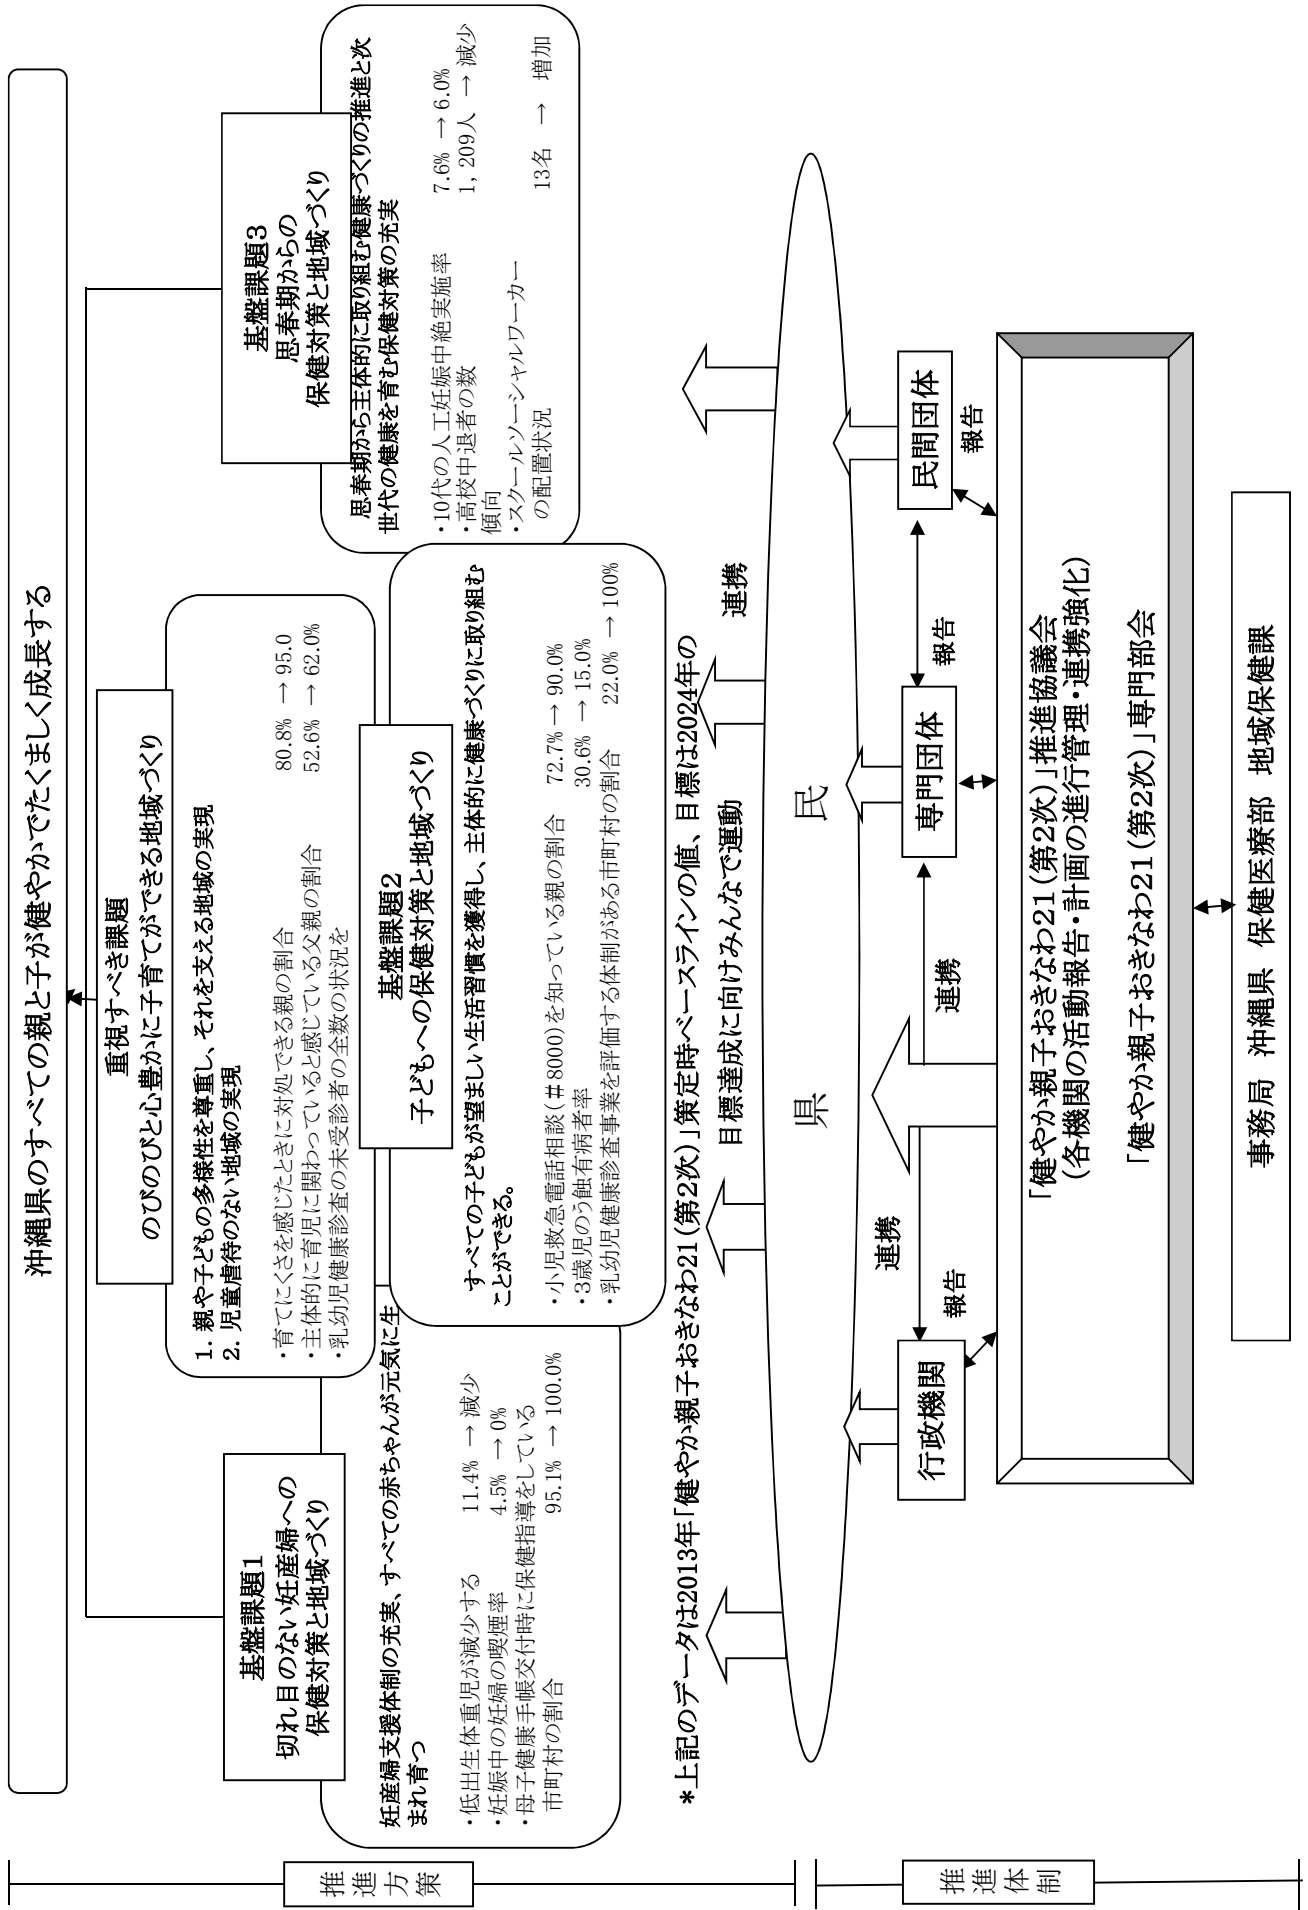 沖縄県のすべての親と子が健やかでたくましく成長する
重視すべき課題
のびのびと心豊かに子育てができる地域づくり
1. 親や子どもの多様性を尊重し、それを支える地域の実現
2. 児童虐待のない地域の実現
・育てにくさを感じたときに対処できる親の割合 80.8% → 95.0
・主体的に育児に関わっていると感じている父親の割合 52.6% → 62.0%
・乳幼児健康診査の未受診者の全数の状況を
基盤課題1
切れ目のない妊産婦への
保健対策と地域づくり
妊産婦支援体制の充実、すべての赤ちゃんが元気に生
まれ育つ
・低出生体重児が減少する 11.4% → 減少
・妊娠中の妊婦の喫煙率 4.5% → 0%
・母子健康手帳交付時に保健指導をしている
市町村の割合 95.1% → 100.0%
基盤課題2
子どもへの保健対策と地域づくり
すべての子どもが望ましい生活習慣を獲得し、主体的に健康づくりに取り組む
ことができる。
・小児救急電話相談(＃8000)を知っている親の割合 72.7% → 90.0%
・3歳児のう蝕有病者率 30.6% → 15.0%
・乳幼児健康診査事業を評価する体制がある市町村の割合 22.0% → 100%
基盤課題3
思春期からの
保健対策と地域づくり
思春期から主体的に取り組む健康づくりの推進と次
世代の健康を育む保健対策の充実
・10代の人工妊娠中絶実施率 7.6% → 6.0%
・高校中退者の数 1,209人 → 減少
傾向
・スクールソーシャルワーカー
の配置状況 13名 → 増加
*上記のデータは2013年「健やか親子おきなわ21(第2次)」策定時ベースラインの値、目標は2024年の
目標達成に向けみんなで運動
連携
県 民
行政機関
専門団体
民間団体
連携
連携
報告
報告
報告
「健やか親子おきなわ21(第2次)」推進協議会
(各機関の活動報告・計画の進行管理・連携強化)
「健やか親子おきなわ21(第2次)」専門部会
事務局 沖縄県 保健医療部 地域保健課
推進方策
推進体制